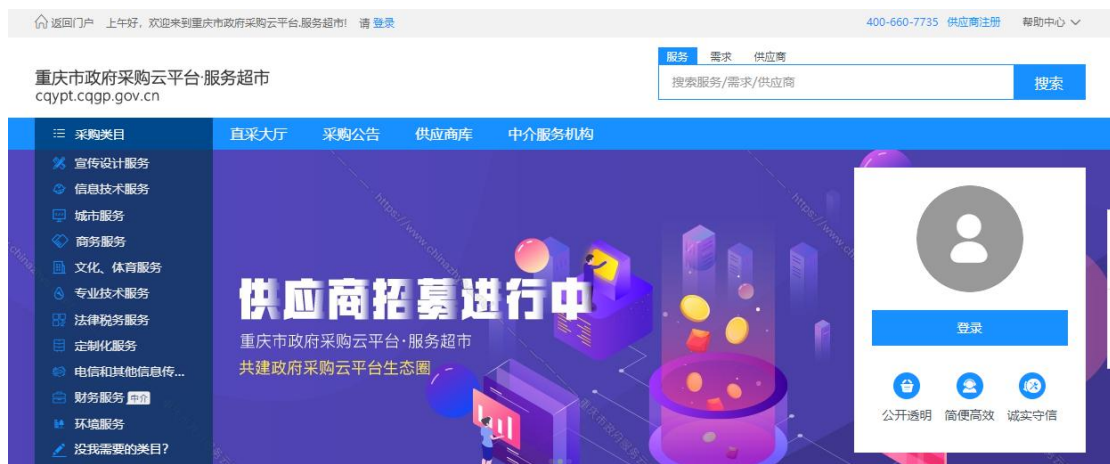 返回门户 上午好，欢迎来到重庆市政府采购云平台.服务超市! 请 登录 400-660-7735 供应商注册 帮助中心
服务 需求 供应商
重庆市政府采购云平台·服务超市
搜索服务/需求/供应商 搜索
cqypt.cqgp.gov.cn
采购类目 直采大厅 采购公告 供应商库 中介服务机构
宣传设计服务
信息技术服务
城市服务
商务服务
文化、体育服务
专业技术服务
法律税务服务
定制化服务
电信和其他信息传...
财务服务 中介
环境服务
没我需要的类目?
供应商招募进行中
重庆市政府采购云平台·服务超市
共建政府采购云平台生态圈
登录
公开透明 简便高效 诚实守信